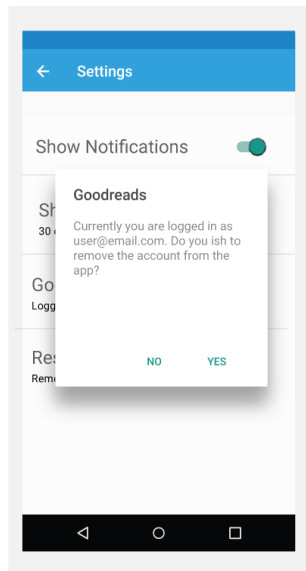 Settings
Show Notifications
Sh
30
Goodreads
Currently you are logged in as
user@email.com. Do you ish to
remove the account from the
app?
Go
Logg
Res
Remo
NO YES